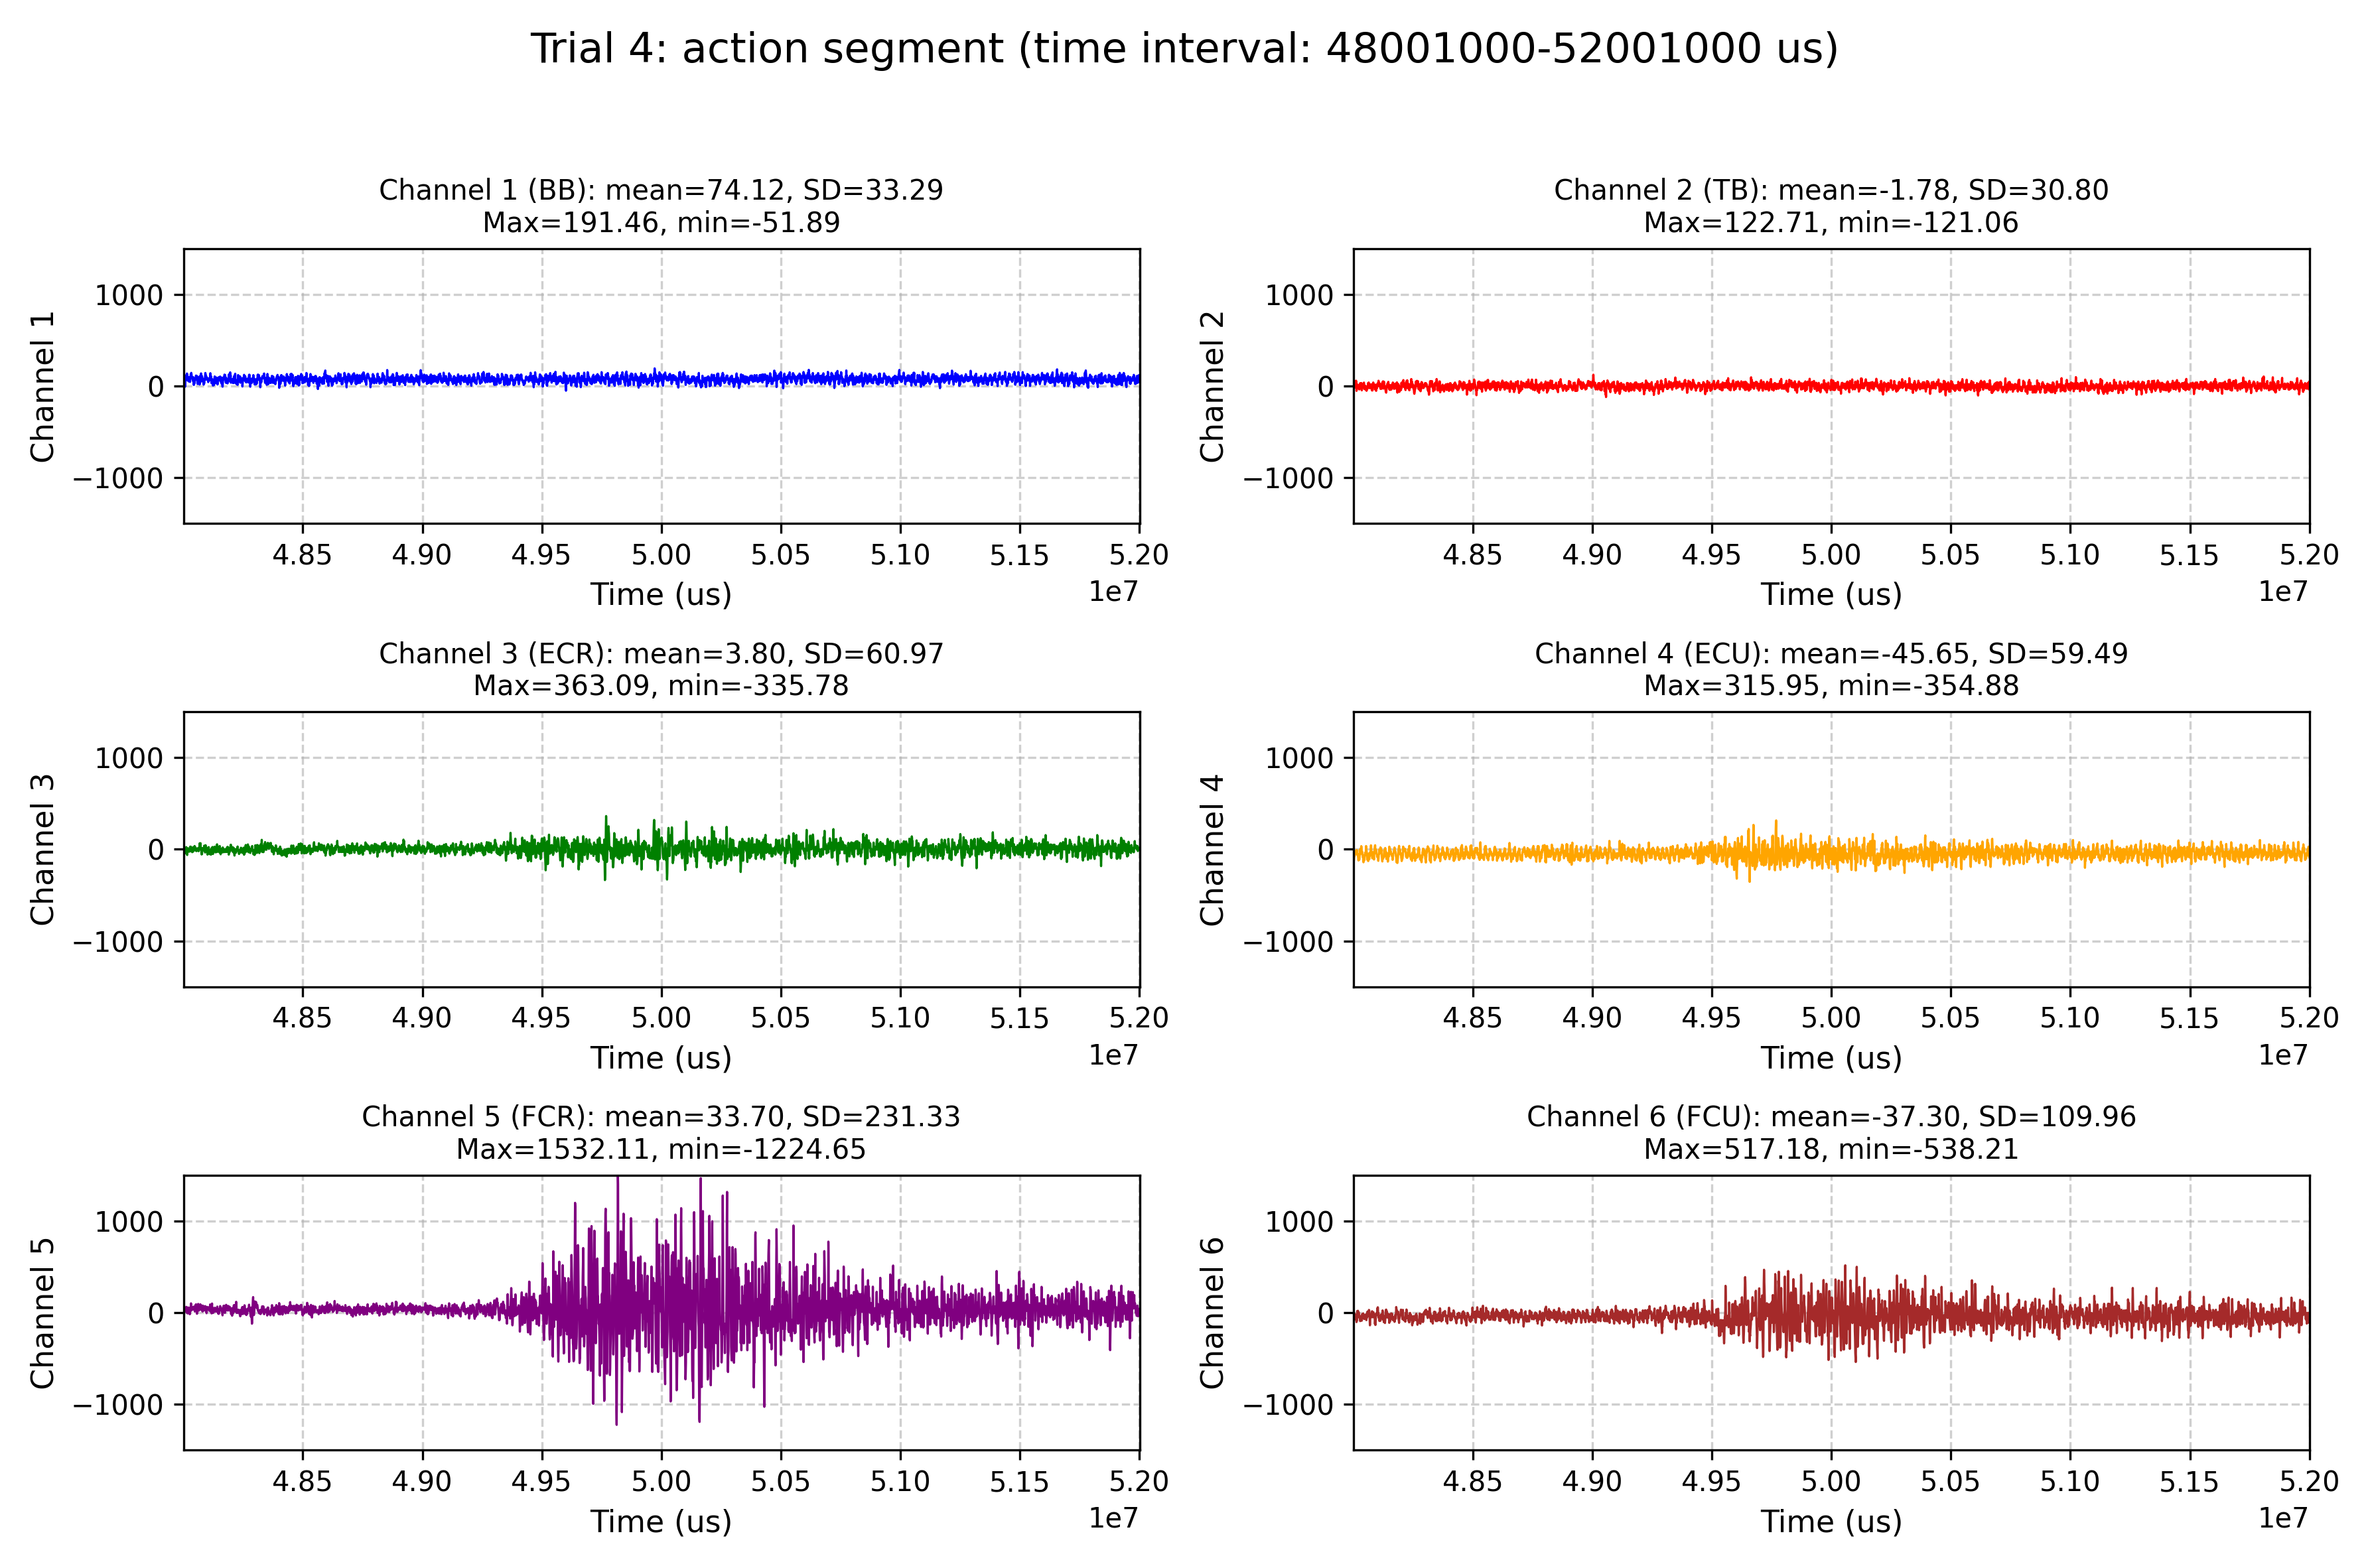 Trial 4: action segment (time interval: 48001000-52001000 us)
Channel 1 (BB): mean=74.12, SD=33.29
Max=191.46, min=-51.89
1000
0
−1000
Channel 1
4.85 4.90 4.95 5.00 5.05 5.10 5.15 5.20
Time (us)
1e7
Channel 2 (TB): mean=-1.78, SD=30.80
Max=122.71, min=-121.06
1000
0
−1000
Channel 2
4.85 4.90 4.95 5.00 5.05 5.10 5.15 5.20
Time (us)
1e7
Channel 3 (ECR): mean=3.80, SD=60.97
Max=363.09, min=-335.78
1000
0
−1000
Channel 3
4.85 4.90 4.95 5.00 5.05 5.10 5.15 5.20
Time (us)
1e7
Channel 4 (ECU): mean=-45.65, SD=59.49
Max=315.95, min=-354.88
1000
0
−1000
Channel 4
4.85 4.90 4.95 5.00 5.05 5.10 5.15 5.20
Time (us)
1e7
Channel 5 (FCR): mean=33.70, SD=231.33
Max=1532.11, min=-1224.65
1000
0
−1000
Channel 5
4.85 4.90 4.95 5.00 5.05 5.10 5.15 5.20
Time (us)
1e7
Channel 6 (FCU): mean=-37.30, SD=109.96
Max=517.18, min=-538.21
1000
0
−1000
Channel 6
4.85 4.90 4.95 5.00 5.05 5.10 5.15 5.20
Time (us)
1e7